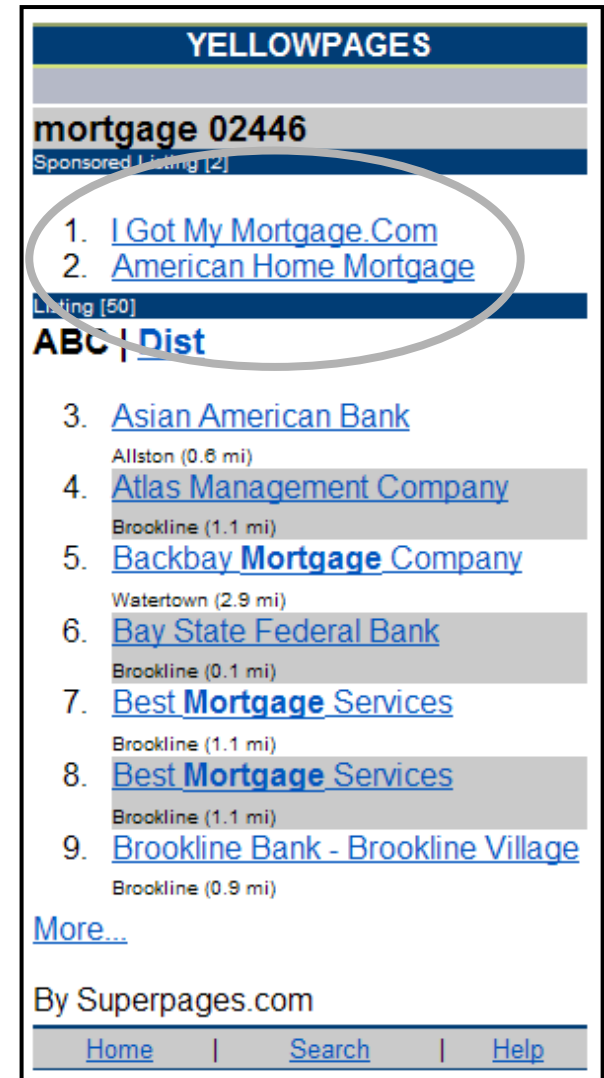 YELLOWPAGES
mortgage 02446
Sponsored Listing [2]
1. I Got My Mortgage.Com
2. American Home Mortgage
Listing [50]
ABC | Dist
3. Asian American Bank
Allston (0.6 mi)
4. Atlas Management Company
Brookline (1.1 mi)
5. Backbay Mortgage Company
Watertown (2.9 mi)
6. Bay State Federal Bank
Brookline (0.1 mi)
7. Best Mortgage Services
Brookline (1.1 mi)
8. Best Mortgage Services
Brookline (1.1 mi)
9. Brookline Bank - Brookline Village
Brookline (0.9 mi)
More...
By Superpages.com
Home | Search | Help